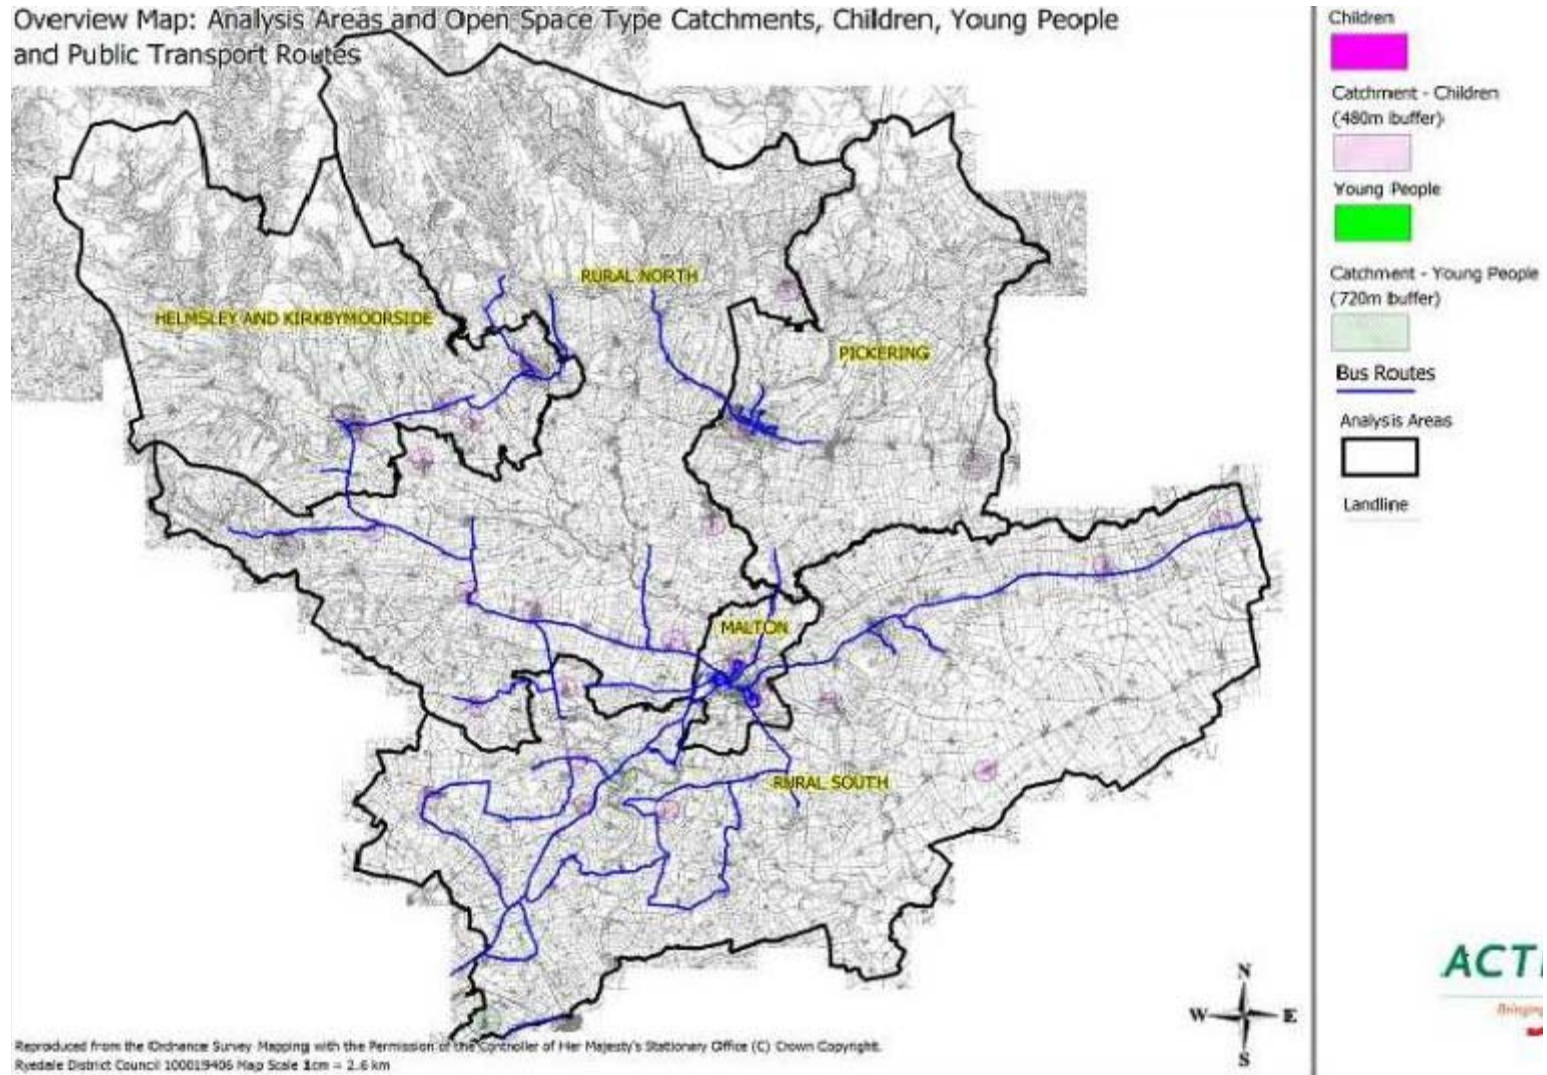 Overview Map: Analysis Areas and Open Space Type Catchments, Children, Young People
and Public Transport Routes
Children
Catchment - Children
(480m buffer)
Young People
Catchment - Young People
(720m buffer)
Bus Routes
Analysis Areas
Landline
RURAL NORTH
HELMSLEY AND KIRKBYMOORSIDE
PICKERING
MALTON
RURAL SOUTH
N
W E
S
ACT
Bringing
Reproduced from the Ordnance Survey Mapping with the Permission of the Controller of Her Majesty's Stationery Office (C) Crown Copyright.
Ryedale District Council 100019406 Map Scale 1cm = 2.6 km